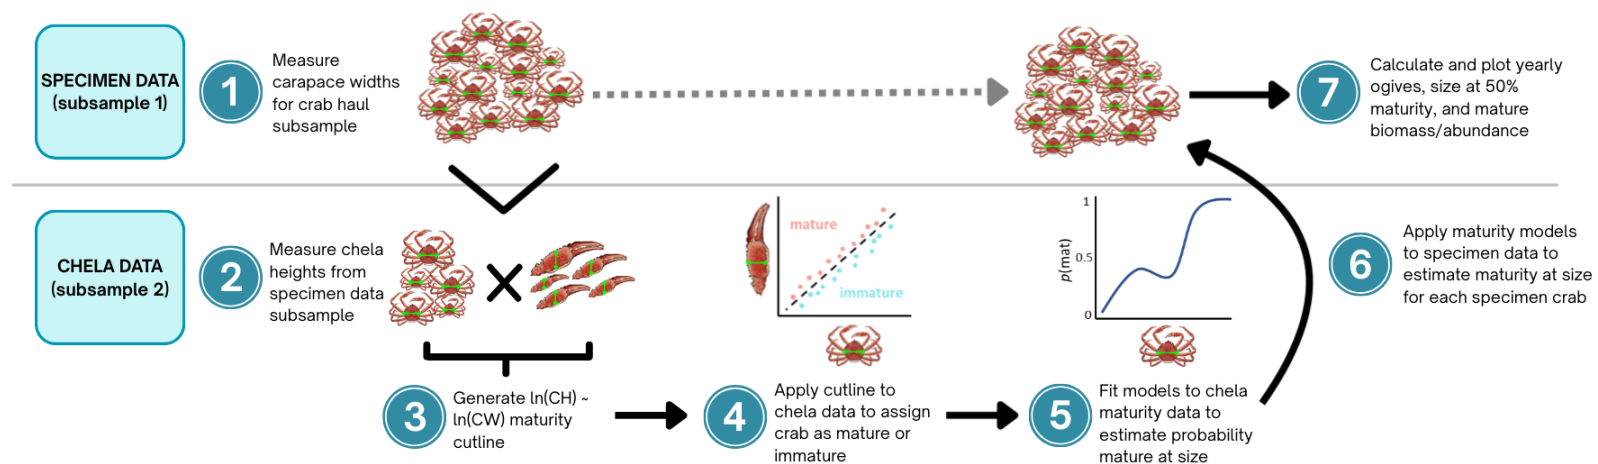 SPECIMEN DATA
(subsample 1)
1
Measure
carapace widths
for crab haul
subsample
7
Calculate and plot yearly
ogives, size at 50%
maturity, and mature
biomass/abundance
CHELA DATA
(subsample 2)
2
Measure chela
heights from
specimen data
subsample
mature
immature
1
0.5
0
p(mat)
6
Apply maturity models
to specimen data to
estimate maturity at size
for each specimen crab
3
Generate ln(CH) ~
ln(CW) maturity
cutline
4
Apply cutline to
chela data to assign
crab as mature or
immature
5
Fit models to chela
maturity data to
estimate probability
mature at size